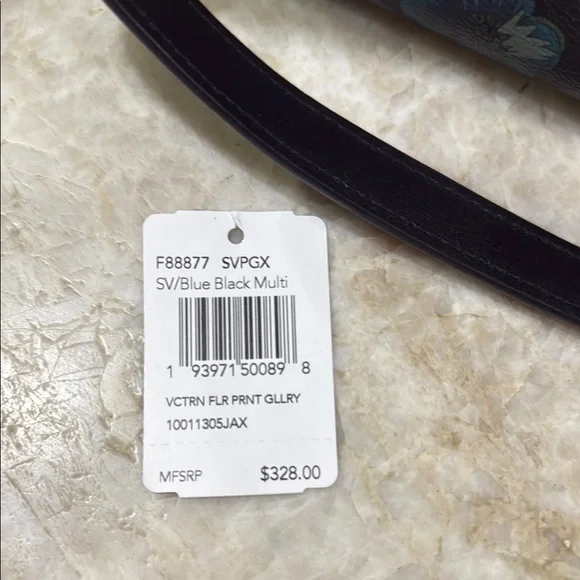 F88877 SVPGX
SV/Blue Black Multi
1 93971 50089 8
VCTRN FLR PRNT GLLRY
10011305JAX
MFSRP $328.00